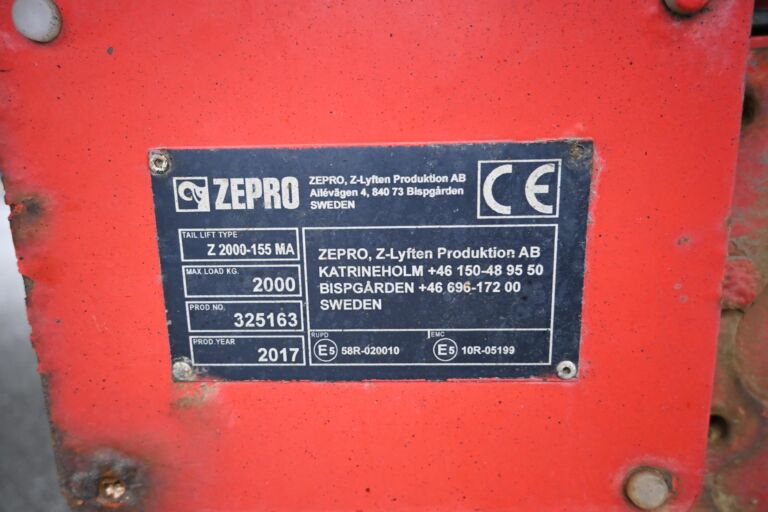 ZEPRO
ZEPRO, Z-Lyften Produktion AB
Allévägen 4, 840 73 Bispgården
SWEDEN
CE
TAIL LIFT TYPE
Z 2000-155 MA
MAX LOAD KG.
2000
PROD NO.
325163
PROD.YEAR
2017
ZEPRO, Z-Lyften Produktion AB
KATRINEHOLM +46 150-48 95 50
BISPGÅRDEN +46 696-172 00
SWEDEN
RUPD
E5 58R-020010
EMC
E5 10R-05199